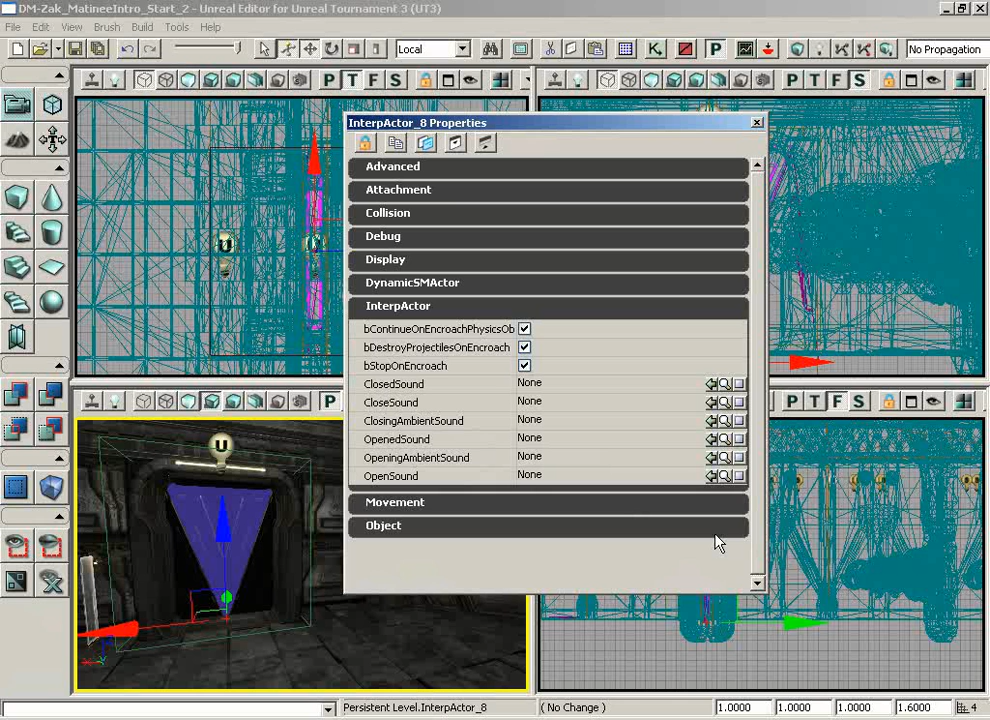 DM-Zak_MatineeIntro_Start_2 - Unreal Editor for Unreal Tournament 3 (UT3)
File Edit View Brush Build Tools Help
Local
P
No Propagation
P T F S
P T F S
InterpActor_8 Properties
Advanced
Attachment
Collision
Debug
Display
DynamicSMActor
InterpActor
bContinueOnEncroachPhysicsOb
bDestroyProjectilesOnEncroach
bStopOnEncroach
ClosedSound None
CloseSound None
ClosingAmbientSound None
OpenedSound None
OpeningAmbientSound None
OpenSound None
Movement
Object
U
P
P T F S
U
X
Persistent Level.InterpActor_8
( No Change )
1.0000
1.0000
1.0000
1.6000
4